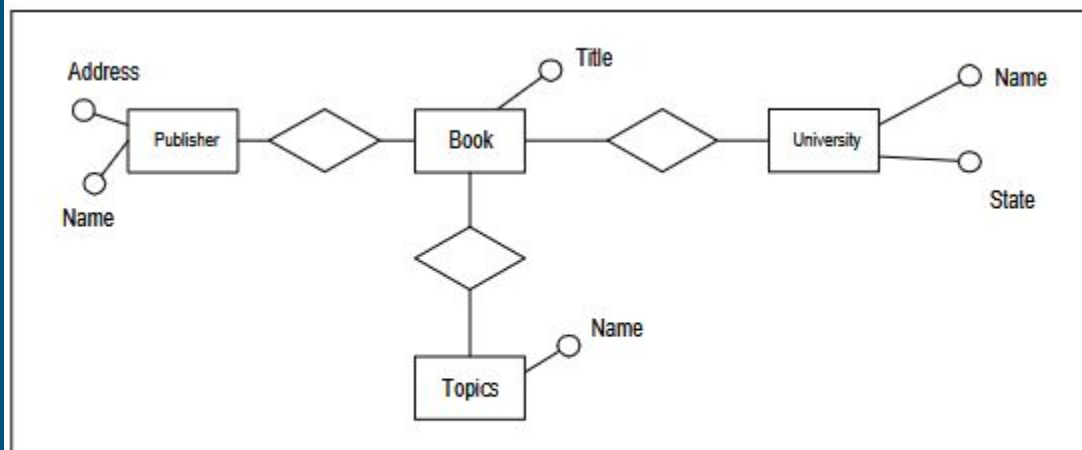 Title
Address
Name
Publisher
Book
University
Name
State
Name
Topics